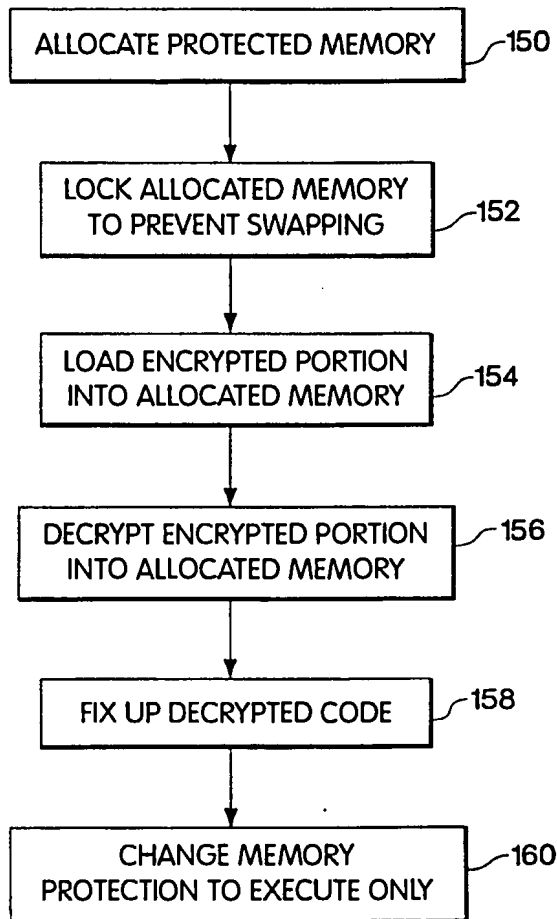 ALLOCATE PROTECTED MEMORY
150
LOCK ALLOCATED MEMORY
TO PREVENT SWAPPING
152
LOAD ENCRYPTED PORTION
INTO ALLOCATED MEMORY
154
DECRYPT ENCRYPTED PORTION
INTO ALLOCATED MEMORY
156
FIX UP DECRYPTED CODE
158
CHANGE MEMORY
PROTECTION TO EXECUTE ONLY
160